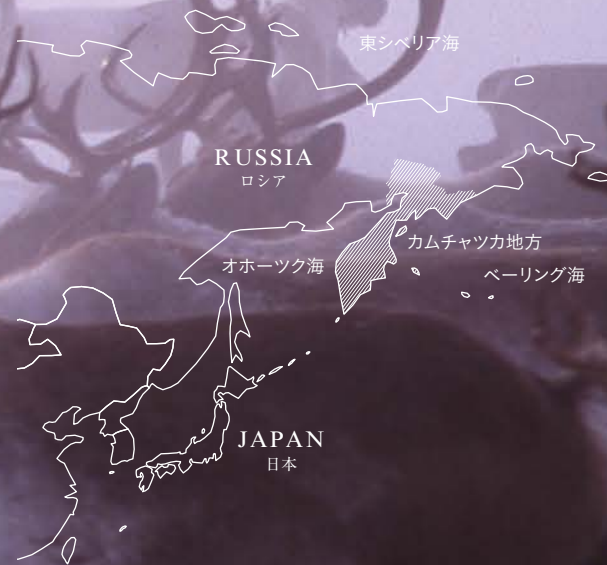 東シベリア海
RUSSIA
ロシア
カムチャツカ地方
オホーツク海
ベーリング海
JAPAN
日本